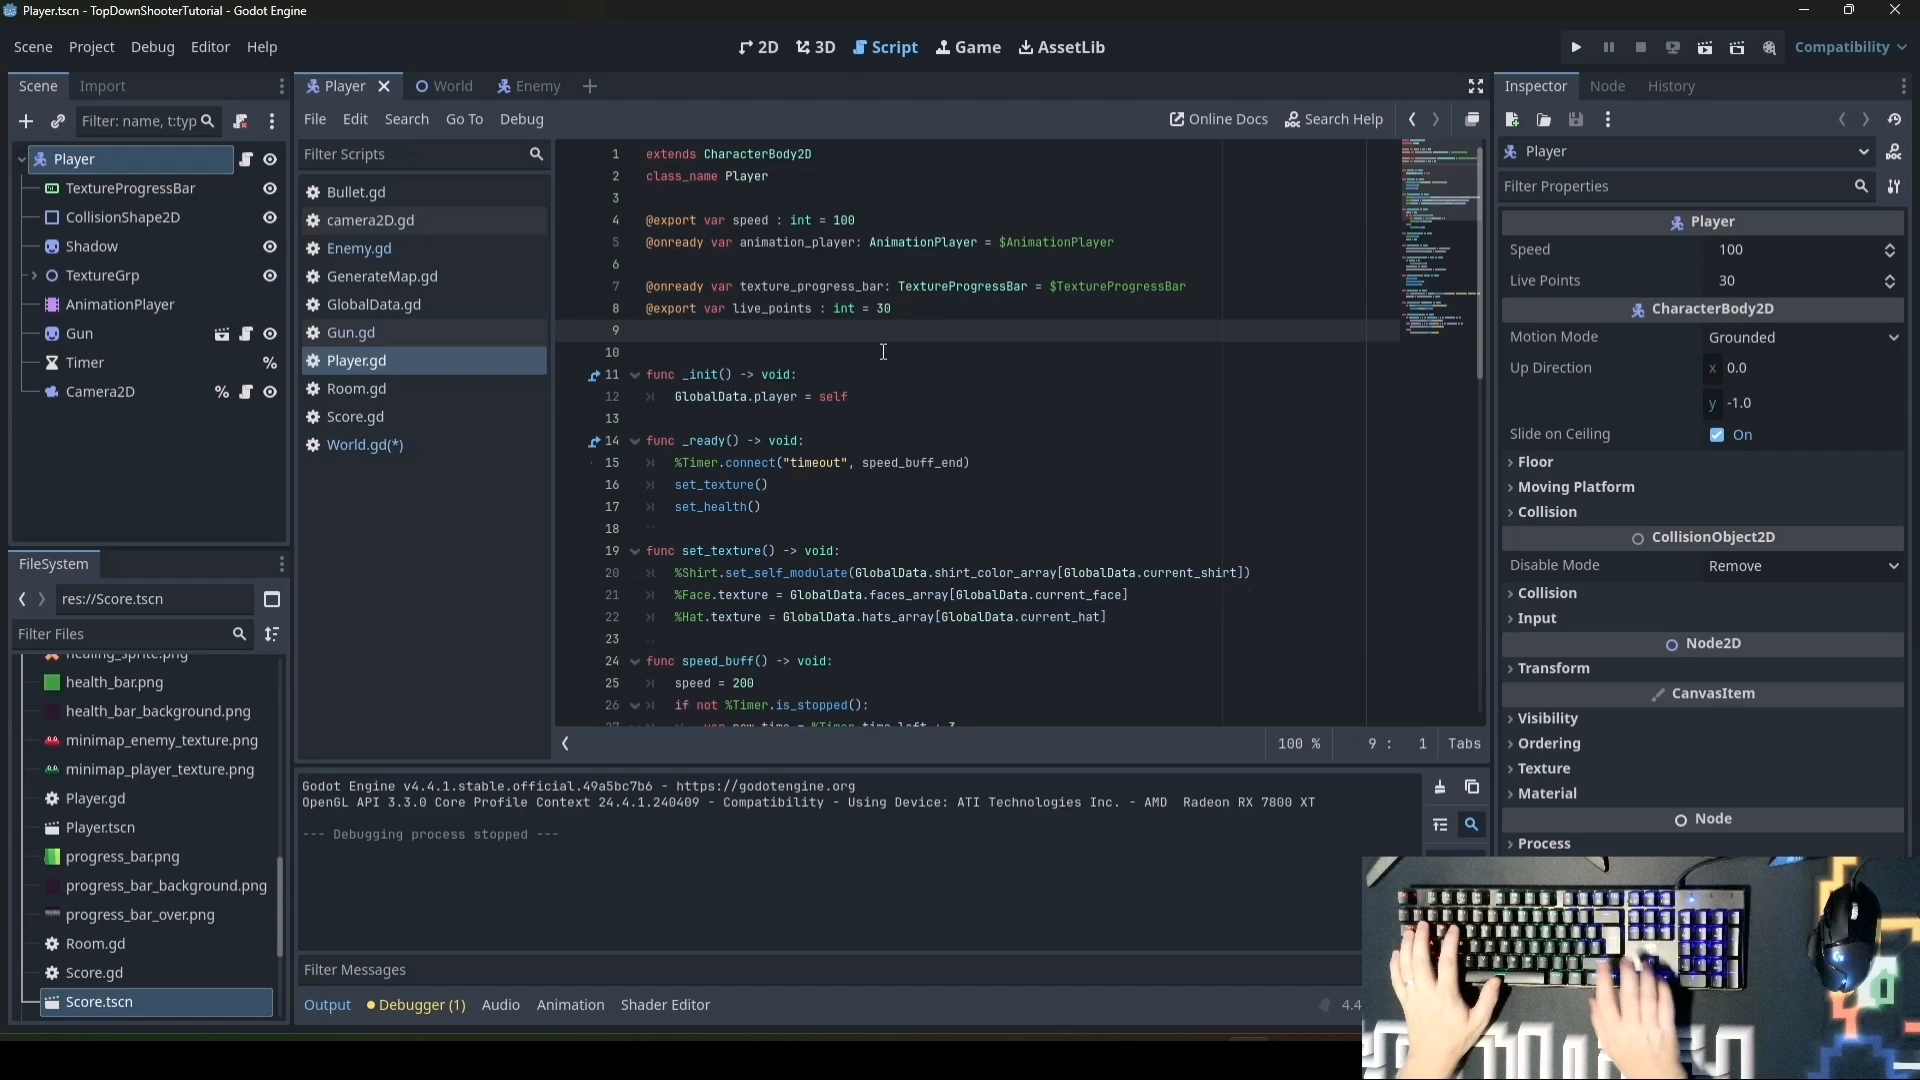 Player.tscn - TopDownShooterTutorial - Godot Engine
Scene Project Debug Editor Help
2D 3D Script Game AssetLib
Compatibility
Scene Import
Filter: name, t:typ
Player
TextureProgressBar
CollisionShape2D
Shadow
TextureGrp
AnimationPlayer
Gun
Timer %
Camera2D %
FileSystem
res://Score.tscn
Filter Files
healing_sprite.png
health_bar.png
health_bar_background.png
minimap_enemy_texture.png
minimap_player_texture.png
Player.gd
Player.tscn
progress_bar.png
progress_bar_background.png
progress_bar_over.png
Room.gd
Score.gd
Score.tscn
Player World Enemy
File Edit Search Go To Debug
Online Docs Search Help
Filter Scripts
Bullet.gd
camera2D.gd
Enemy.gd
GenerateMap.gd
GlobalData.gd
Gun.gd
Player.gd
Room.gd
Score.gd
World.gd(*)
1 extends CharacterBody2D
2 class_name Player
3
4 @export var speed : int = 100
5 @onready var animation_player: AnimationPlayer = $AnimationPlayer
6
7 @onready var texture_progress_bar: TextureProgressBar = $TextureProgressBar
8 @export var live_points : int = 30
9
10
11 func _init() -> void:
12 GlobalData.player = self
13
14 func _ready() -> void:
15 %Timer.connect("timeout", speed_buff_end)
16 set_texture()
17 set_health()
18
19 func set_texture() -> void:
20 %Shirt.set_self_modulate(GlobalData.shirt_color_array[GlobalData.current_shirt])
21 %Face.texture = GlobalData.faces_array[GlobalData.current_face]
22 %Hat.texture = GlobalData.hats_array[GlobalData.current_hat]
23
24 func speed_buff() -> void:
25 speed = 200
26 if not %Timer.is_stopped():
27 var new_time = %Timer.time_left + 3
100 % 9 : 1 Tabs
Godot Engine v4.4.1.stable.official.49a5bc7b6 - https://godotengine.org
OpenGL API 3.3.0 Core Profile Context 24.4.1.240409 - Compatibility - Using Device: ATI Technologies Inc. - AMD Radeon RX 7800 XT
--- Debugging process stopped ---
Filter Messages
Output Debugger (1) Audio Animation Shader Editor
4.4
Inspector Node History
Player
Filter Properties
Player
Speed 100
Live Points 30
CharacterBody2D
Motion Mode Grounded
Up Direction x 0.0
y -1.0
Slide on Ceiling On
Floor
Moving Platform
Collision
CollisionObject2D
Disable Mode Remove
Collision
Input
Node2D
Transform
CanvasItem
Visibility
Ordering
Texture
Material
Node
Process